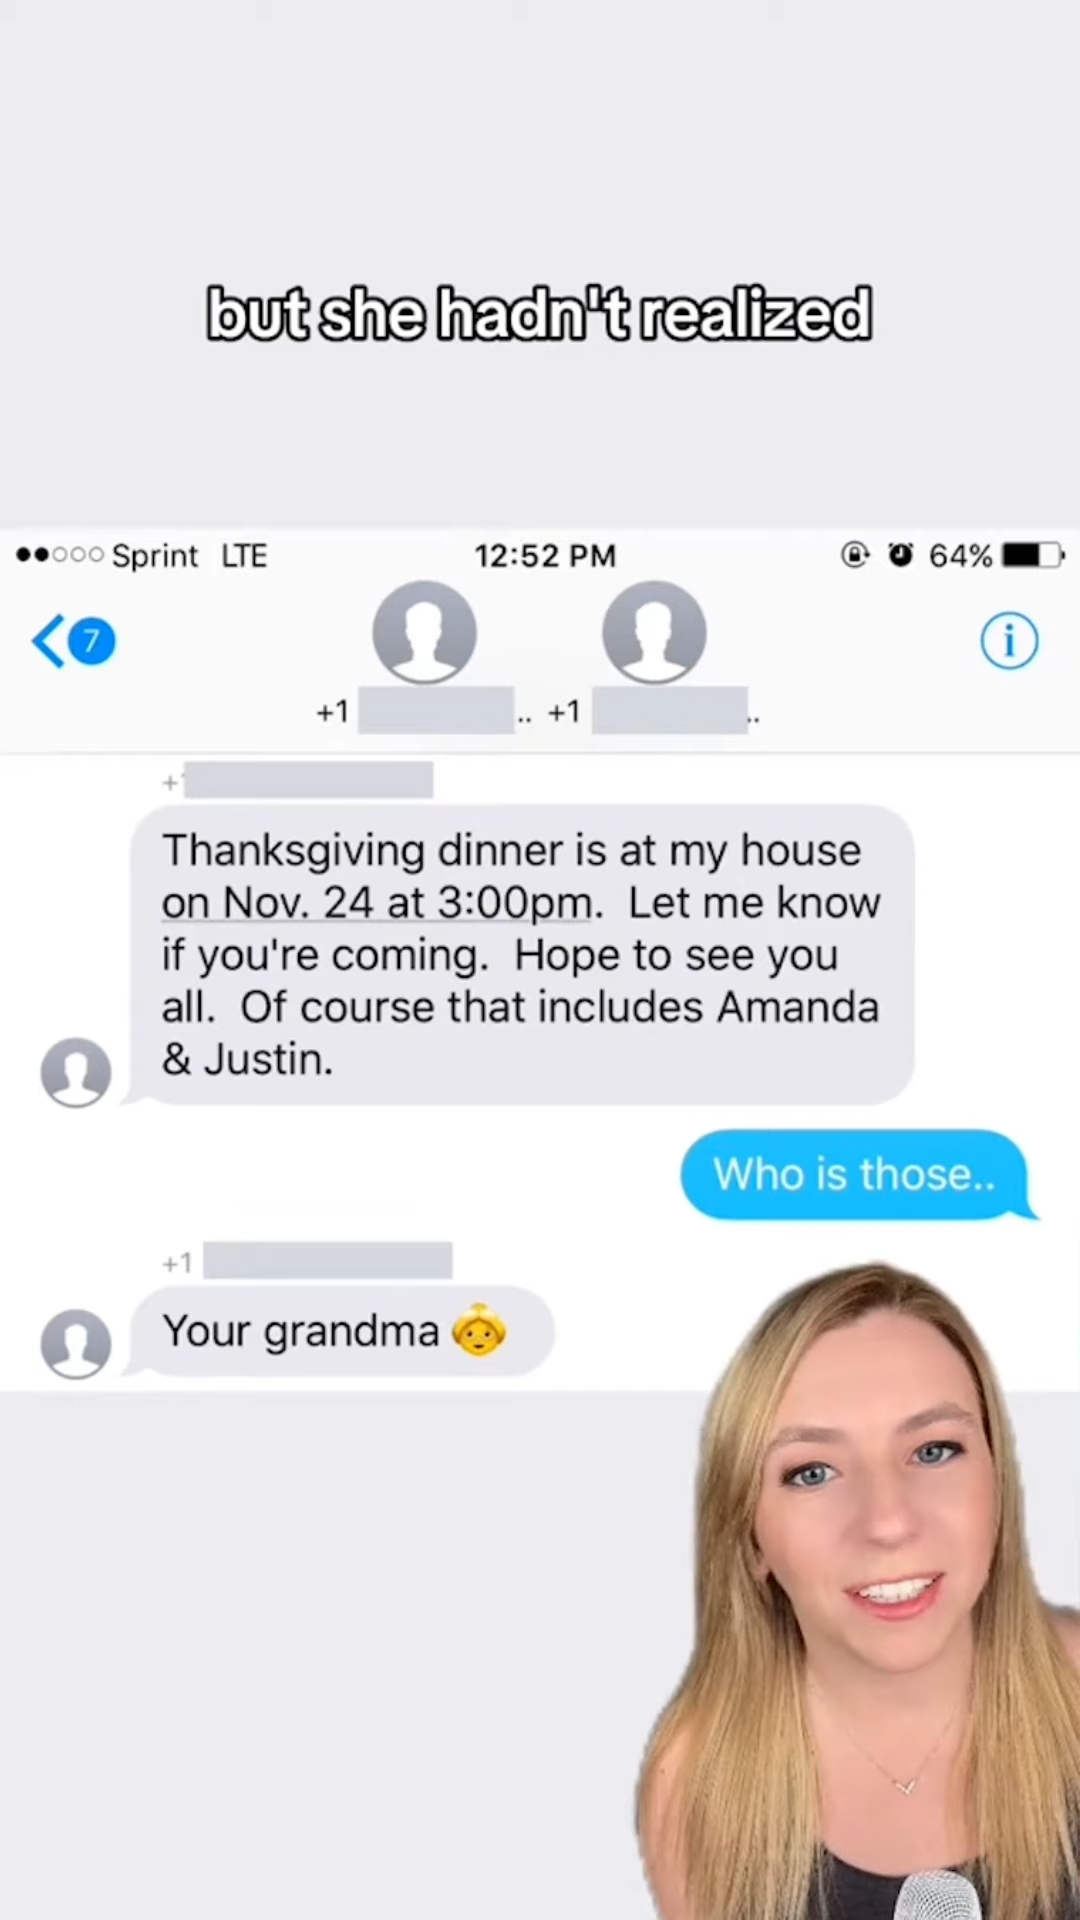 but she hadn't realized
Sprint LTE 12:52 PM 64%
7
+1 .. +1 ..
+1
Thanksgiving dinner is at my house
on Nov. 24 at 3:00pm. Let me know
if you're coming. Hope to see you
all. Of course that includes Amanda
& Justin.
Who is those..
+1
Your grandma 👵